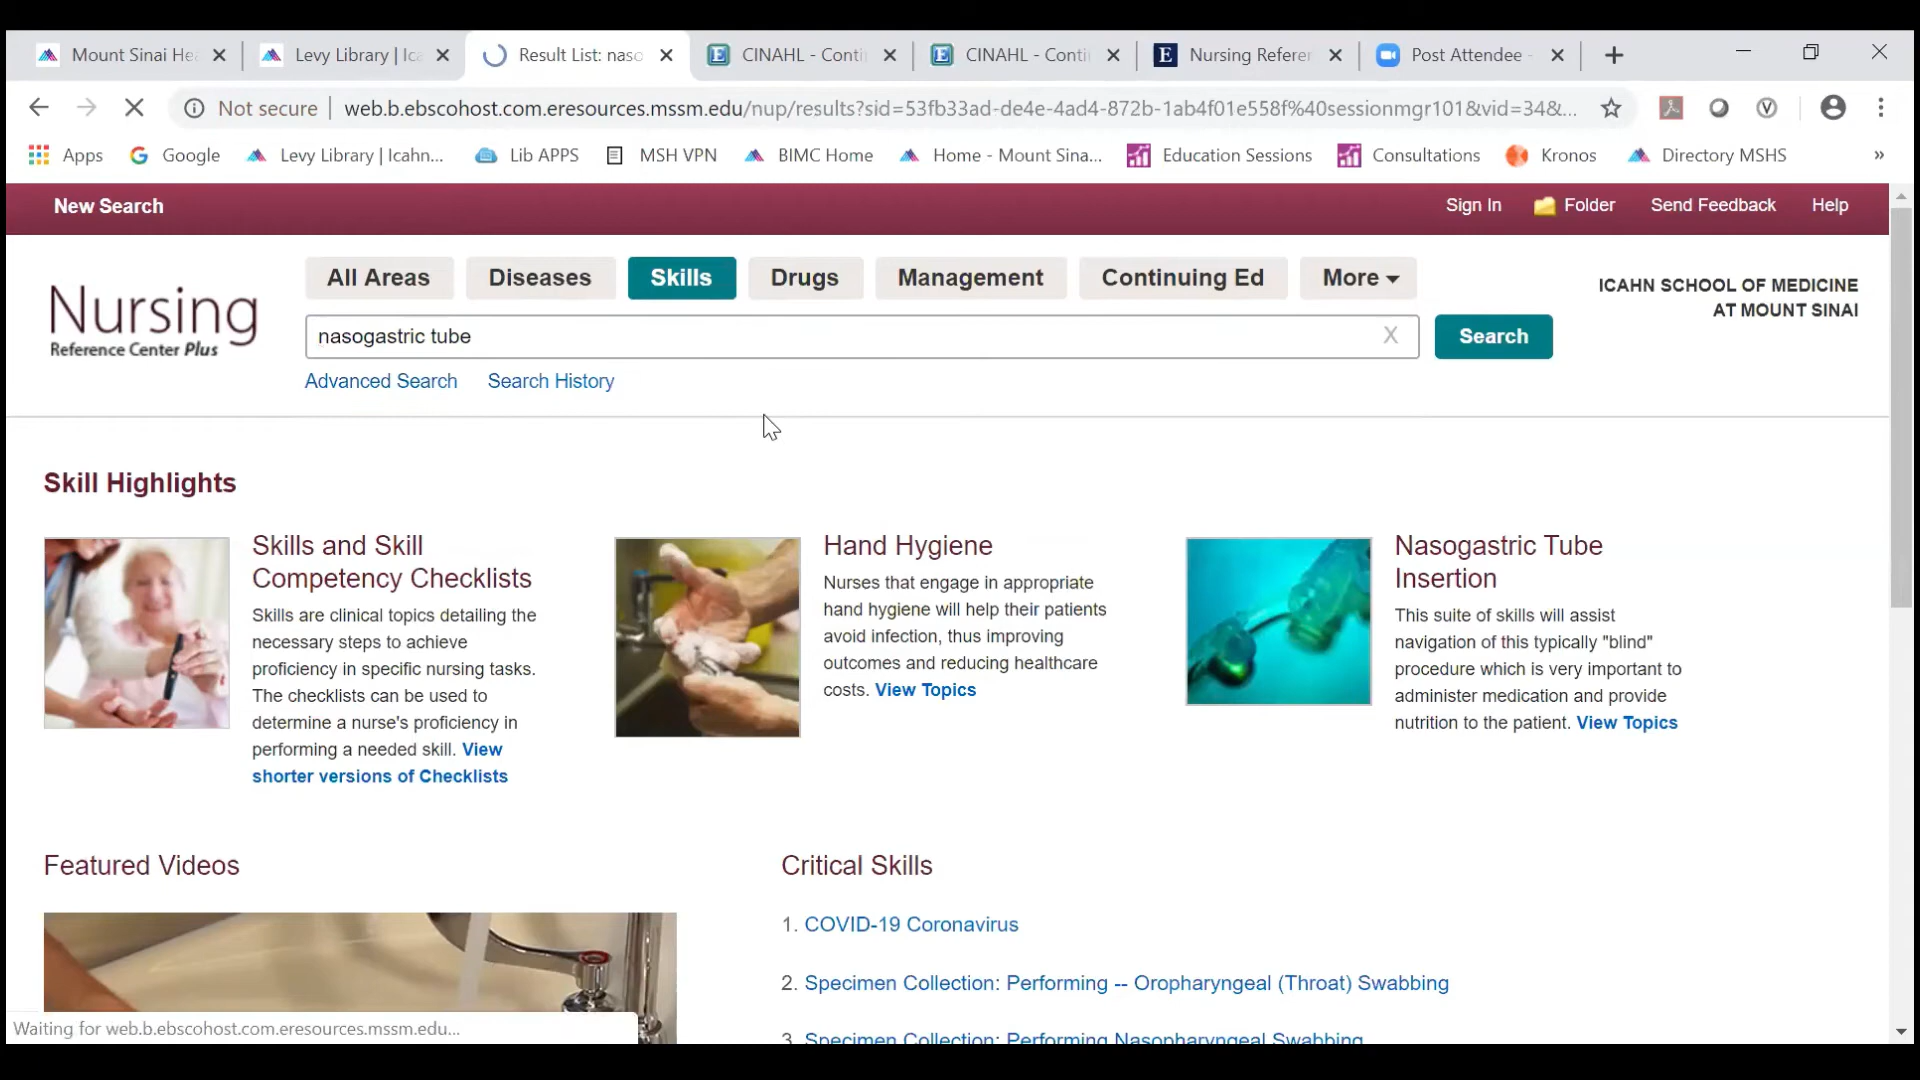 Mount Sinai He
Levy Library | Ica
Result List: naso
CINAHL - Conti
CINAHL - Conti
Nursing Referen
Post Attendee -
Not secure
web.b.ebscohost.com.eresources.mssm.edu/nup/results?sid=53fb33ad-de4e-4ad4-872b-1ab4f01e558f%40sessionmgr101&vid=34&...
Apps
Google
Levy Library | Icahn...
Lib APPS
MSH VPN
BIMC Home
Home - Mount Sina...
Education Sessions
Consultations
Kronos
Directory MSHS
»
New Search
Sign In
Folder
Send Feedback
Help
Nursing
Reference Center Plus
All Areas
Diseases
Skills
Drugs
Management
Continuing Ed
More
ICAHN SCHOOL OF MEDICINE
AT MOUNT SINAI
nasogastric tube
X
Search
Advanced Search
Search History
Skill Highlights
Skills and Skill
Competency Checklists
Skills are clinical topics detailing the
necessary steps to achieve
proficiency in specific nursing tasks.
The checklists can be used to
determine a nurse's proficiency in
performing a needed skill. View
shorter versions of Checklists
Hand Hygiene
Nurses that engage in appropriate
hand hygiene will help their patients
avoid infection, thus improving
outcomes and reducing healthcare
costs. View Topics
Nasogastric Tube
Insertion
This suite of skills will assist
navigation of this typically "blind"
procedure which is very important to
administer medication and provide
nutrition to the patient. View Topics
Featured Videos
Critical Skills
1. COVID-19 Coronavirus
2. Specimen Collection: Performing -- Oropharyngeal (Throat) Swabbing
3. Specimen Collection: Performing Nasopharyngeal Swabbing
Waiting for web.b.ebscohost.com.eresources.mssm.edu...